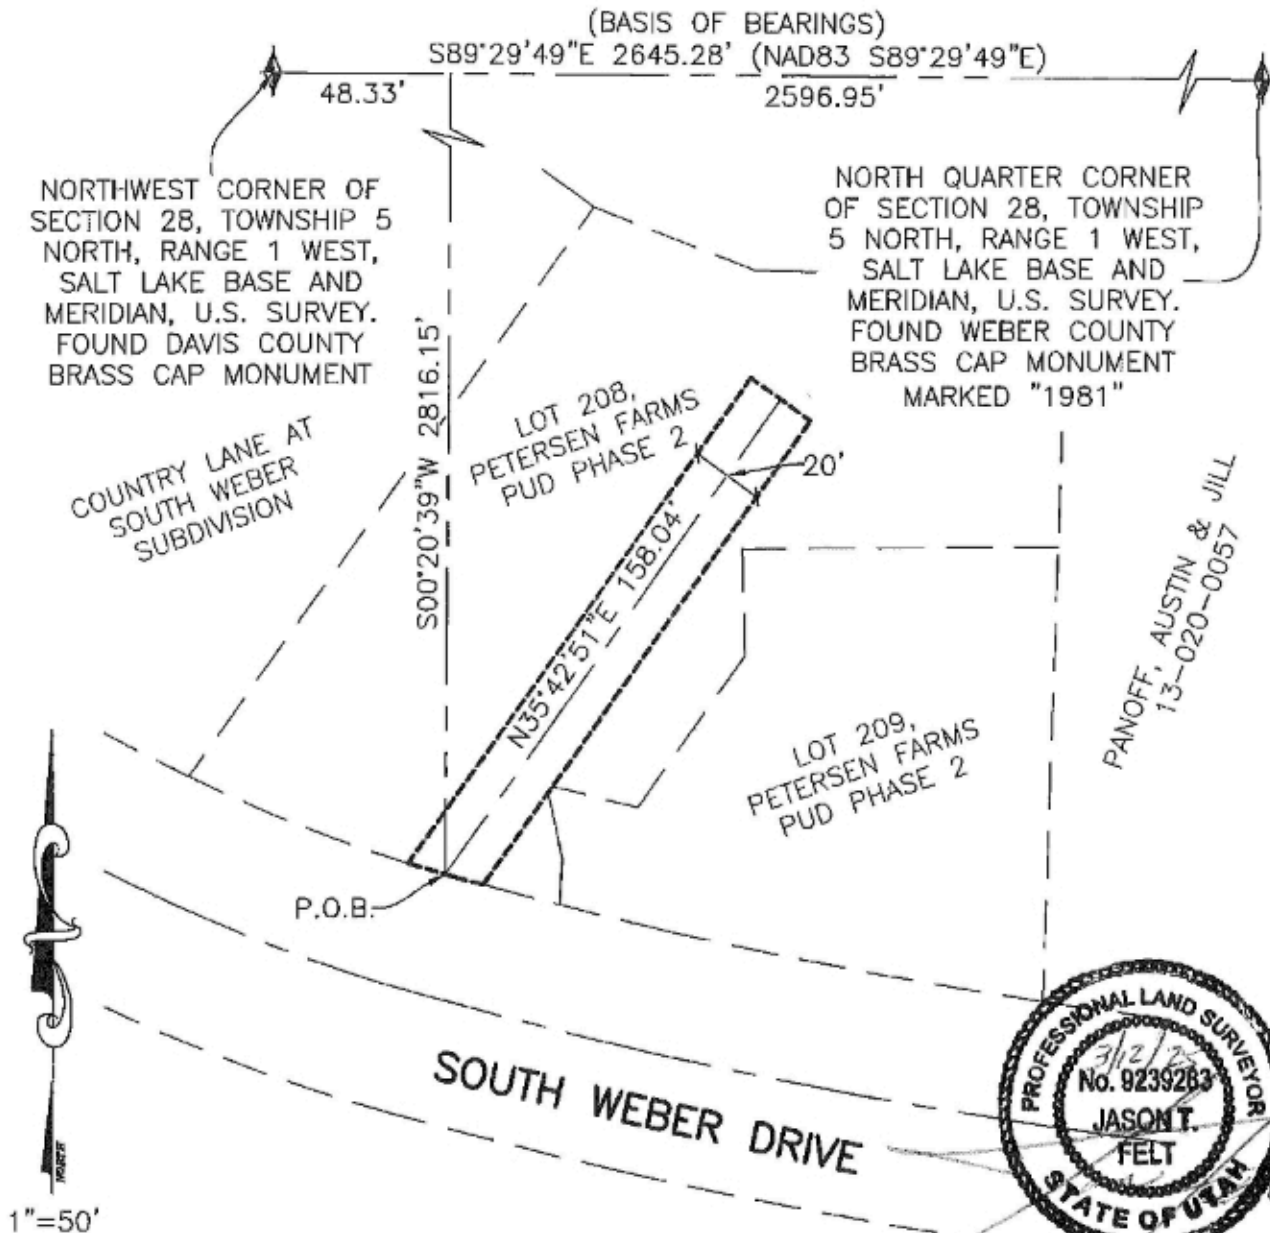 (BASIS OF BEARINGS)
S89°29'49"E 2645.28' (NAD83 S89°29'49"E)
48.33'
2596.95'
NORTHWEST CORNER OF
SECTION 28, TOWNSHIP 5
NORTH, RANGE 1 WEST,
SALT LAKE BASE AND
MERIDIAN, U.S. SURVEY.
FOUND DAVIS COUNTY
BRASS CAP MONUMENT
NORTH QUARTER CORNER
OF SECTION 28, TOWNSHIP
5 NORTH, RANGE 1 WEST,
SALT LAKE BASE AND
MERIDIAN, U.S. SURVEY.
FOUND WEBER COUNTY
BRASS CAP MONUMENT
MARKED "1981"
COUNTRY LANE AT
SOUTH WEBER
SUBDIVISION
S00°20'39"W 2816.15'
LOT 208,
PETERSEN FARMS
PUD PHASE 2
20'
N35°42'51"E 158.04'
PANOFF, AUSTIN & JILL
13-020-0057
LOT 209,
PETERSEN FARMS
PUD PHASE 2
P.O.B.
SOUTH WEBER DRIVE
NORTH
1"=50'
PROFESSIONAL LAND SURVEYOR
3/12/25
No. 9239283
JASON T.
FELT
STATE OF UTAH